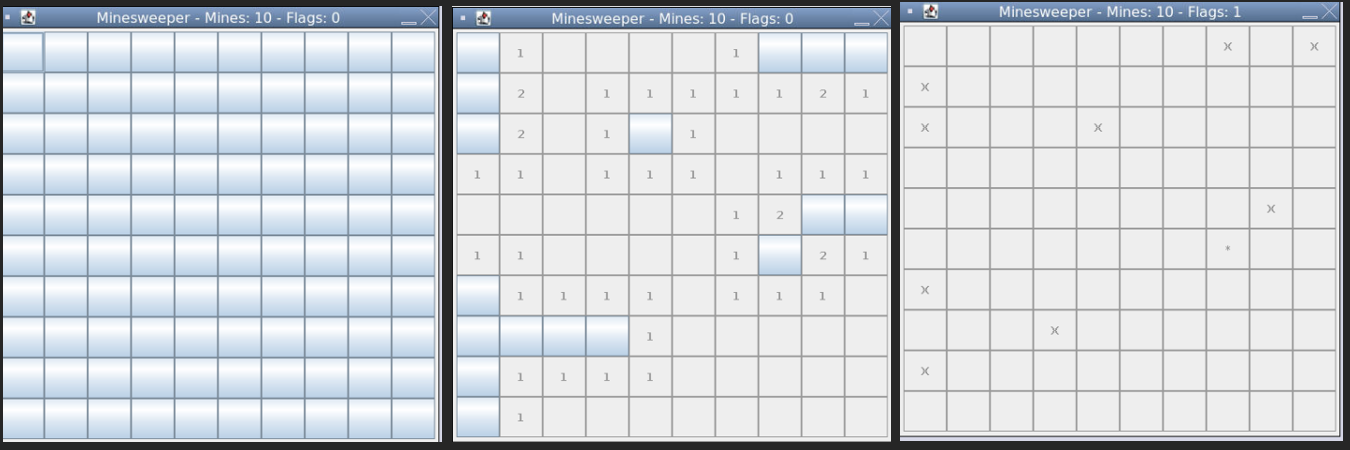 Minesweeper - Mines: 10 - Flags: 0
Minesweeper - Mines: 10 - Flags: 0
1 1
2 1 1 1 1 1 2 1
2 1 1
1 1 1 1 1 1 1 1
1 2
1 1 1 2 1
1 1 1 1 1 1 1
1
1 1 1 1
1
Minesweeper - Mines: 10 - Flags: 1
x x
x
x x
x
*
x
x
x